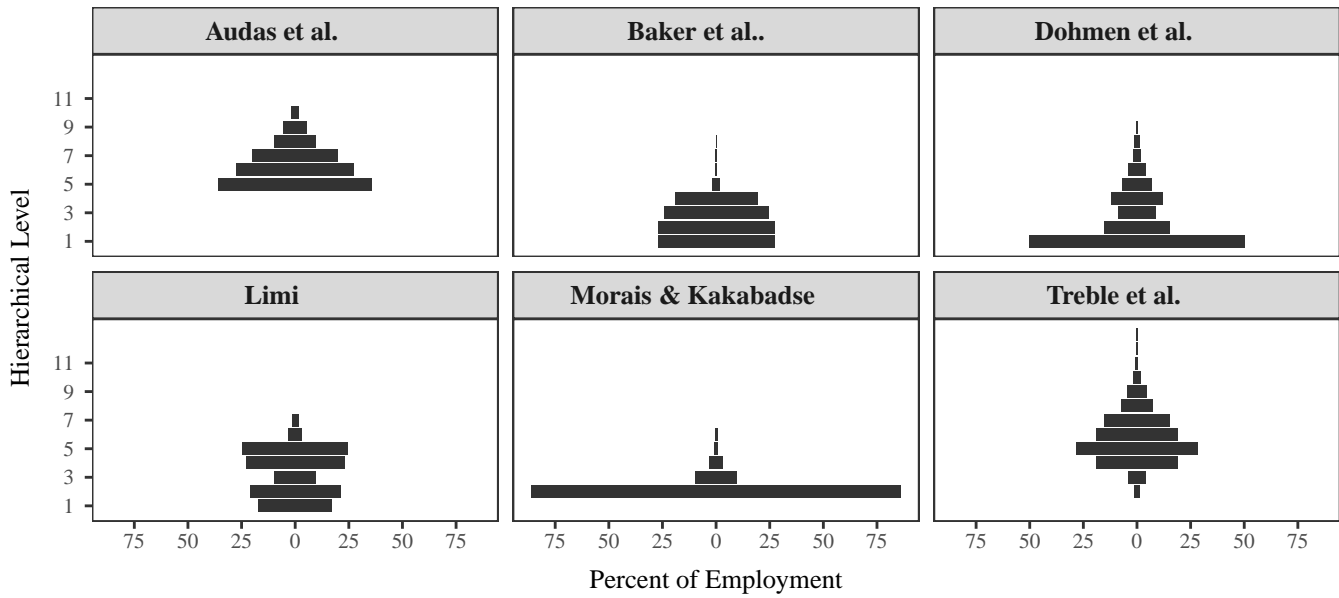 Audas et al.
Baker et al..
Dohmen et al.
11
9
7
5
3
1
Limi
Morais & Kakabadse
Treble et al.
11
9
7
5
3
1
75 50 25 0 25 50 75
75 50 25 0 25 50 75
75 50 25 0 25 50 75
Hierarchical Level
Percent of Employment